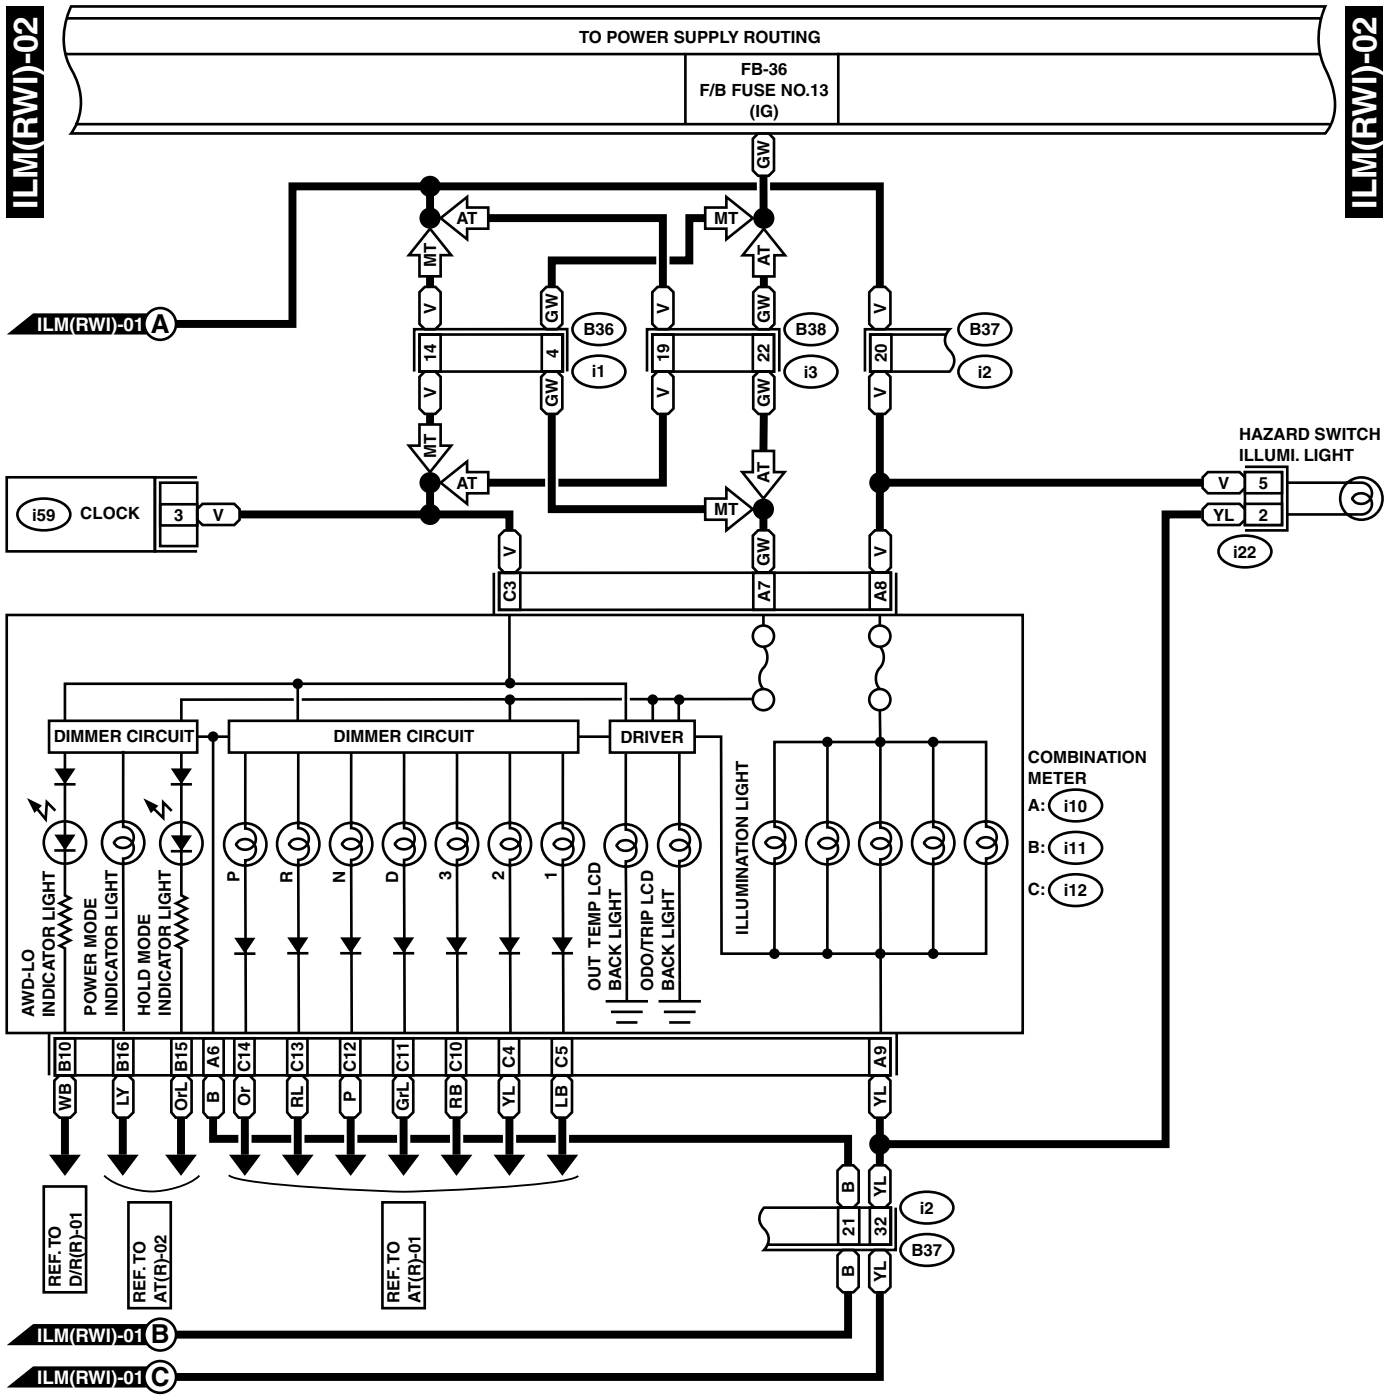 ILM(RWI)-02
ILM(RWI)-02
TO POWER SUPPLY ROUTING
FB-36
F/B FUSE NO.13
(IG)
GW
AT
MT
MT
AT
ILM(RWI)-01 A
V
GW
V
GW
V
14
4
B36
i1
19
22
B38
i3
20
B37
i2
V
GW
V
GW
V
MT
AT
AT
MT
HAZARD SWITCH
ILLUMI. LIGHT
V 5
YL 2
i22
i59 CLOCK 3 V
V
GW
V
C3
A7
A8
DIMMER CIRCUIT
DIMMER CIRCUIT
DRIVER
COMBINATION
METER
A: i10
B: i11
C: i12
AWD-LO
INDICATOR LIGHT
POWER MODE
INDICATOR LIGHT
HOLD MODE
INDICATOR LIGHT
P
R
N
D
3
2
1
OUT TEMP LCD
BACK LIGHT
ODO/TRIP LCD
BACK LIGHT
ILLUMINATION LIGHT
B10
B16
B15
A6
C14
C13
C12
C11
C10
C4
C5
A9
WB
LY
OrL
B
Or
RL
P
GrL
RB
YL
LB
YL
REF. TO
D/R(R)-01
REF. TO
AT(R)-02
REF. TO
AT(R)-01
B
YL
21
32
i2
B37
B
YL
ILM(RWI)-01 B
ILM(RWI)-01 C